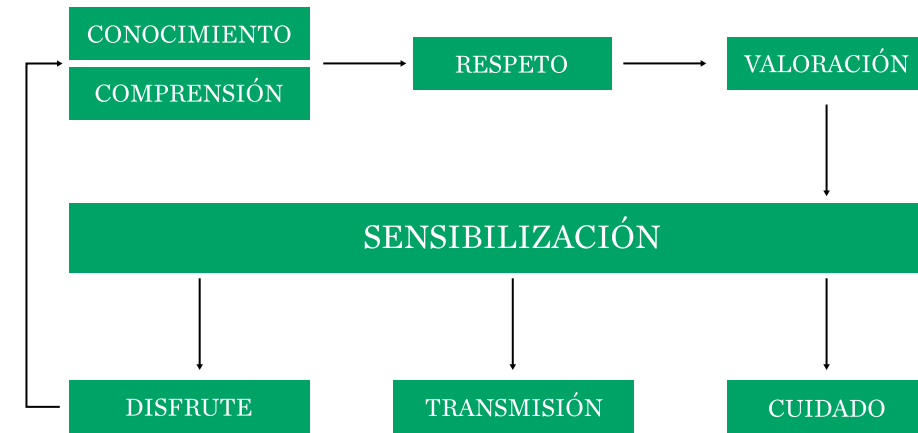 CONOCIMIENTO
COMPRENSIÓN
RESPETO
VALORACIÓN
SENSIBILIZACIÓN
DISFRUTE
TRANSMISIÓN
CUIDADO